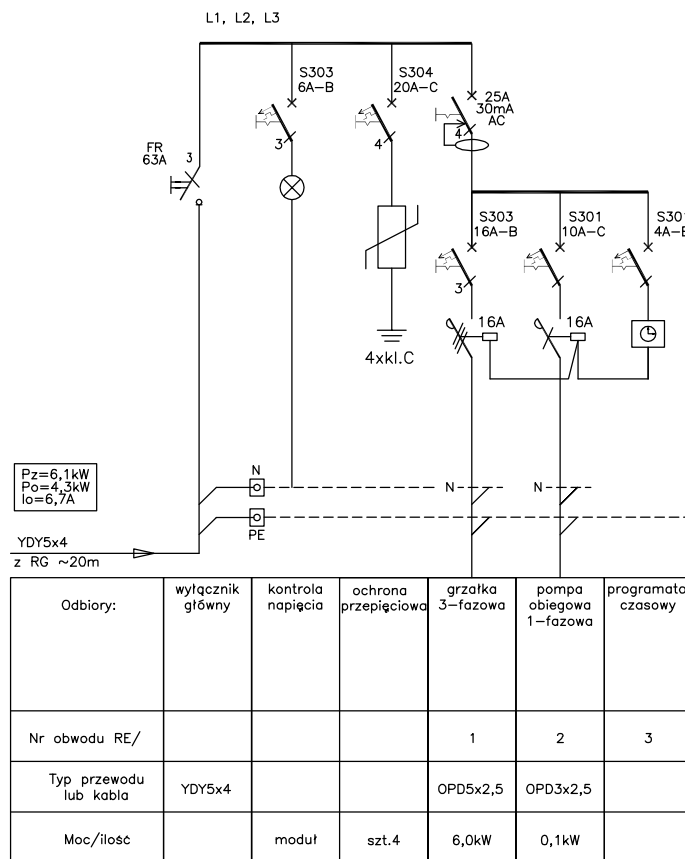 L1, L2, L3
S303
6A-B
3
S304
20A-C
4
25A
30mA
AC
4
FR
63A
3
S303
16A-B
3
S301
10A-C
S301
16A
16A
4xkl.C
Pz=6,1kW
Po=4,3kW
Io=6,7A
N
N
N
PE
YDY5x4
z RG ~20m
Odbiory:
wyłącznik
główny
kontrola
napięcia
ochrona
przepięciowa
grzałka
3-fazowa
pompa
obiegowa
1-fazowa
czasowy
Nr obwodu RE/
1
2
3
Typ przewodu
lub kabla
YDY5x4
OPD5x2,5
OPD3x2,5
Moc/ilość
moduł
szt.4
6,0kW
0,1kW